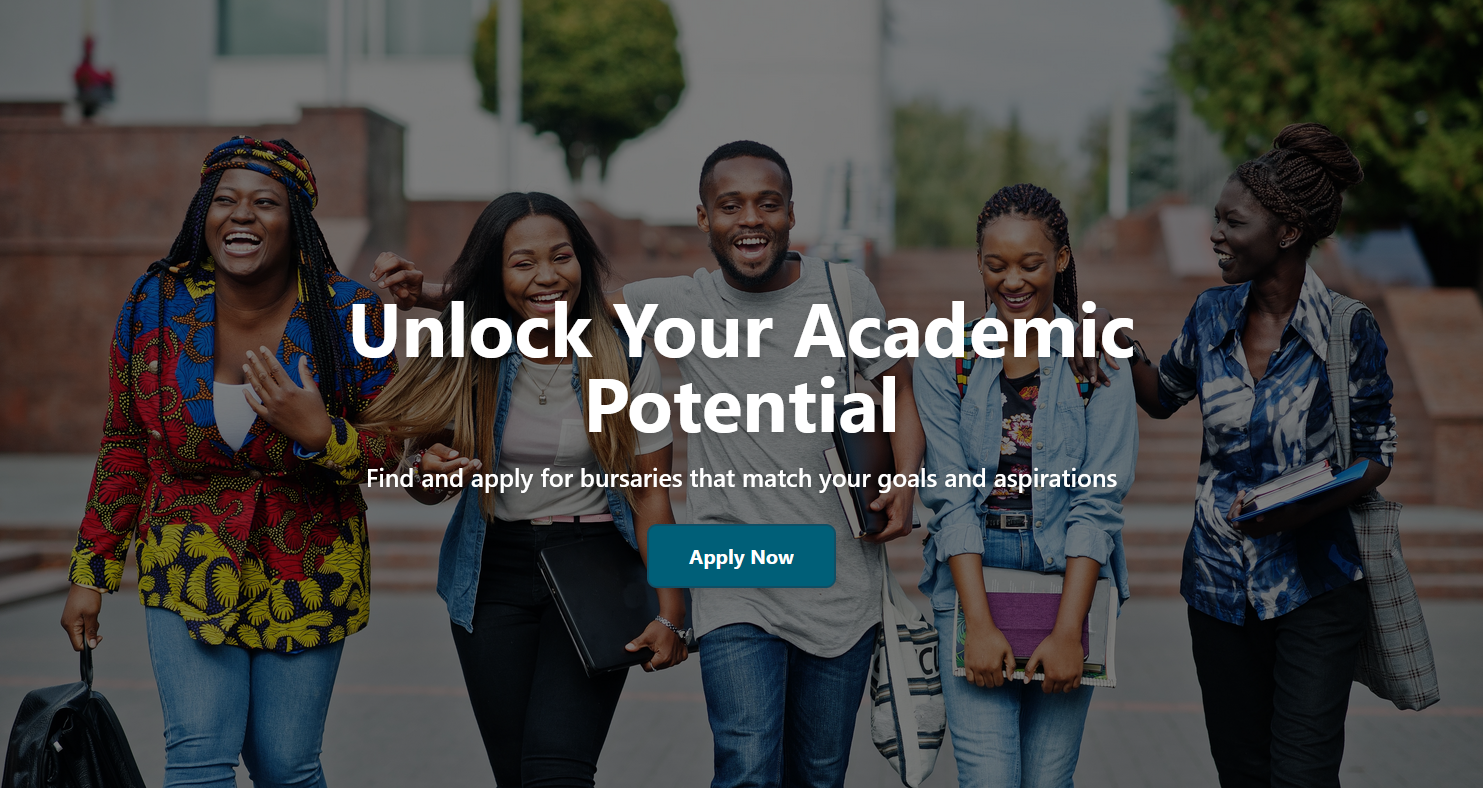 Unlock Your Academic
Potential
Find and apply for bursaries that match your goals and aspirations
Apply Now